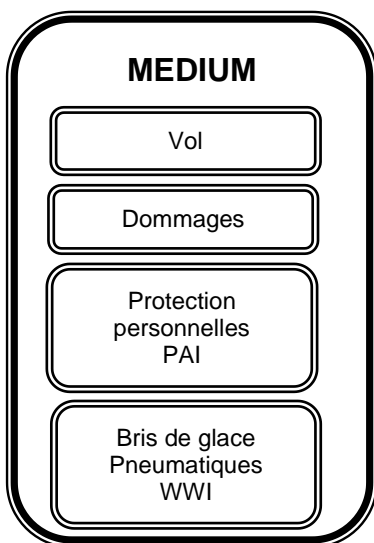 MEDIUM
Vol
Dommages
Protection
personnelles
PAI
Bris de glace
Pneumatiques
WWI